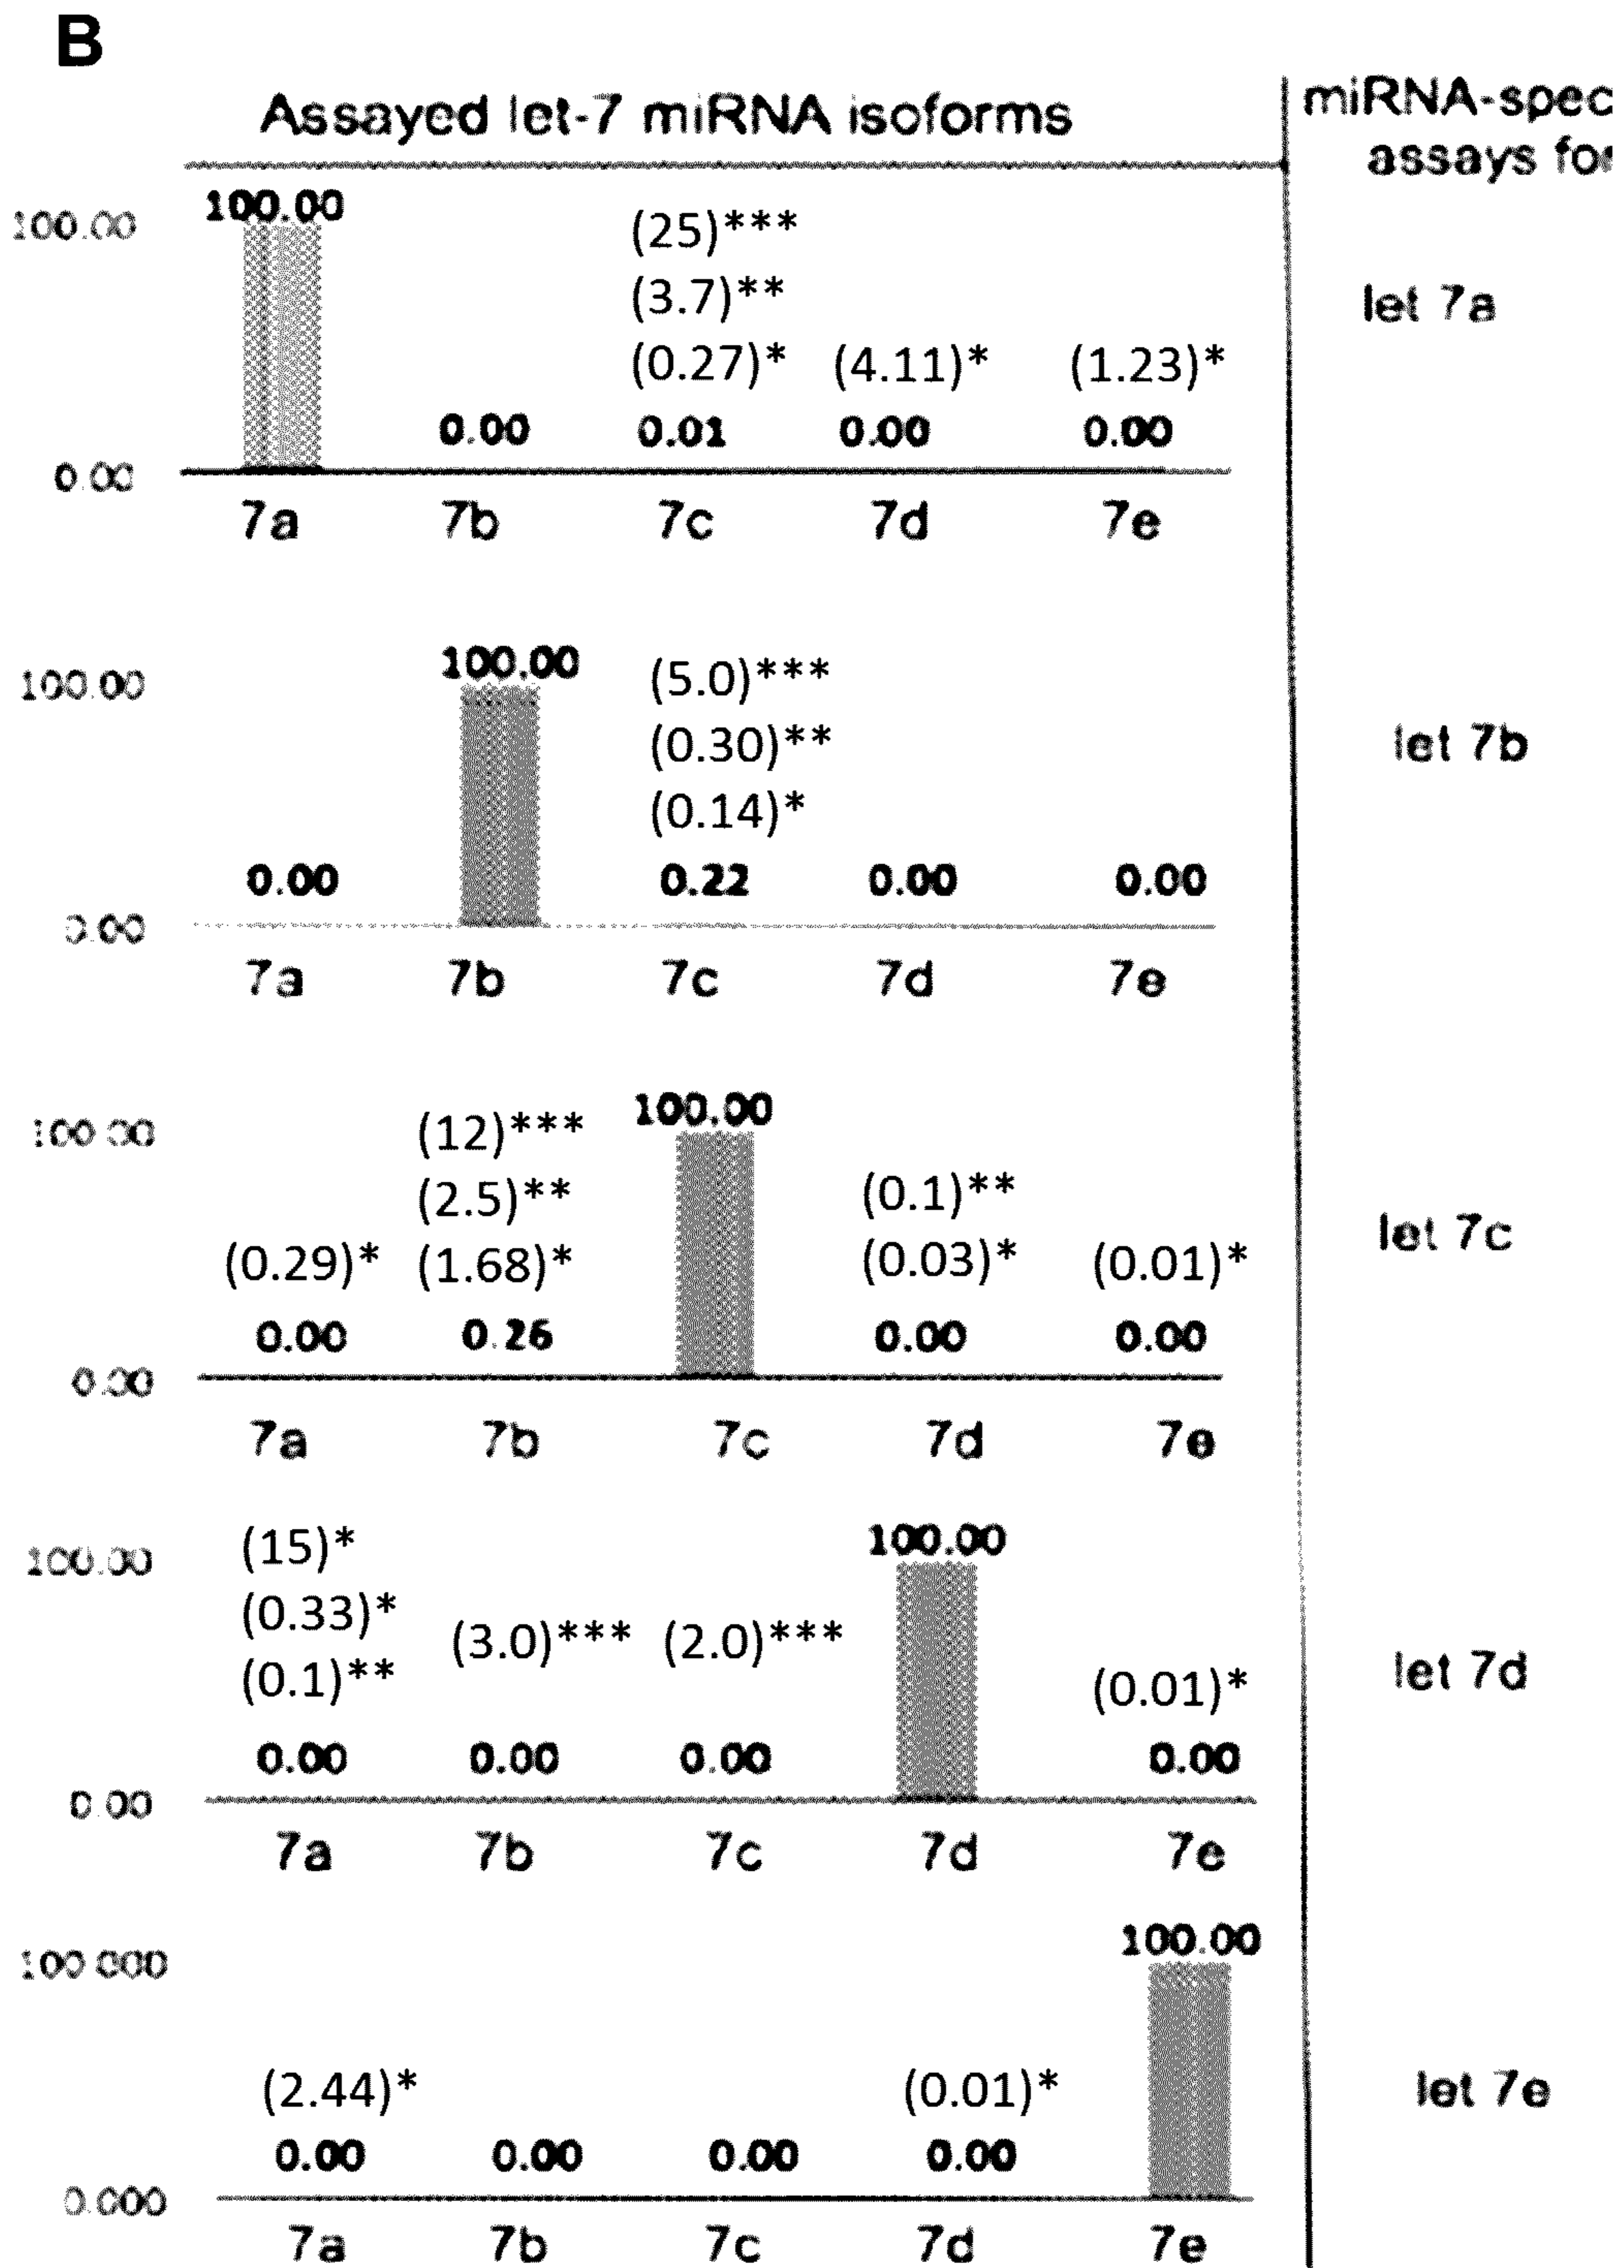 B
Assayed let-7 miRNA isoforms
miRNA-spec
assays for
100.00
100.00
(25)***
(3.7)**
(0.27)* (4.11)* (1.23)*
0.00 0.01 0.00 0.00
0.00
7a 7b 7c 7d 7e
let 7a
100.00
100.00
(5.0)***
(0.30)**
(0.14)*
0.00 0.22 0.00 0.00
0.00
7a 7b 7c 7d 7e
let 7b
100.00
100.00
(12)***
(2.5)** (0.1)**
(0.29)* (1.68)* (0.03)* (0.01)*
0.00 0.26 0.00 0.00
0.00
7a 7b 7c 7d 7e
let 7c
100.00
100.00
(15)*
(0.33)*
(3.0)*** (2.0)***
(0.1)** (0.01)*
0.00 0.00 0.00 0.00
0.00
7a 7b 7c 7d 7e
let 7d
100.00
100.000
(2.44)* (0.01)*
0.00 0.00 0.00 0.00
0.000
7a 7b 7c 7d 7e
let 7e